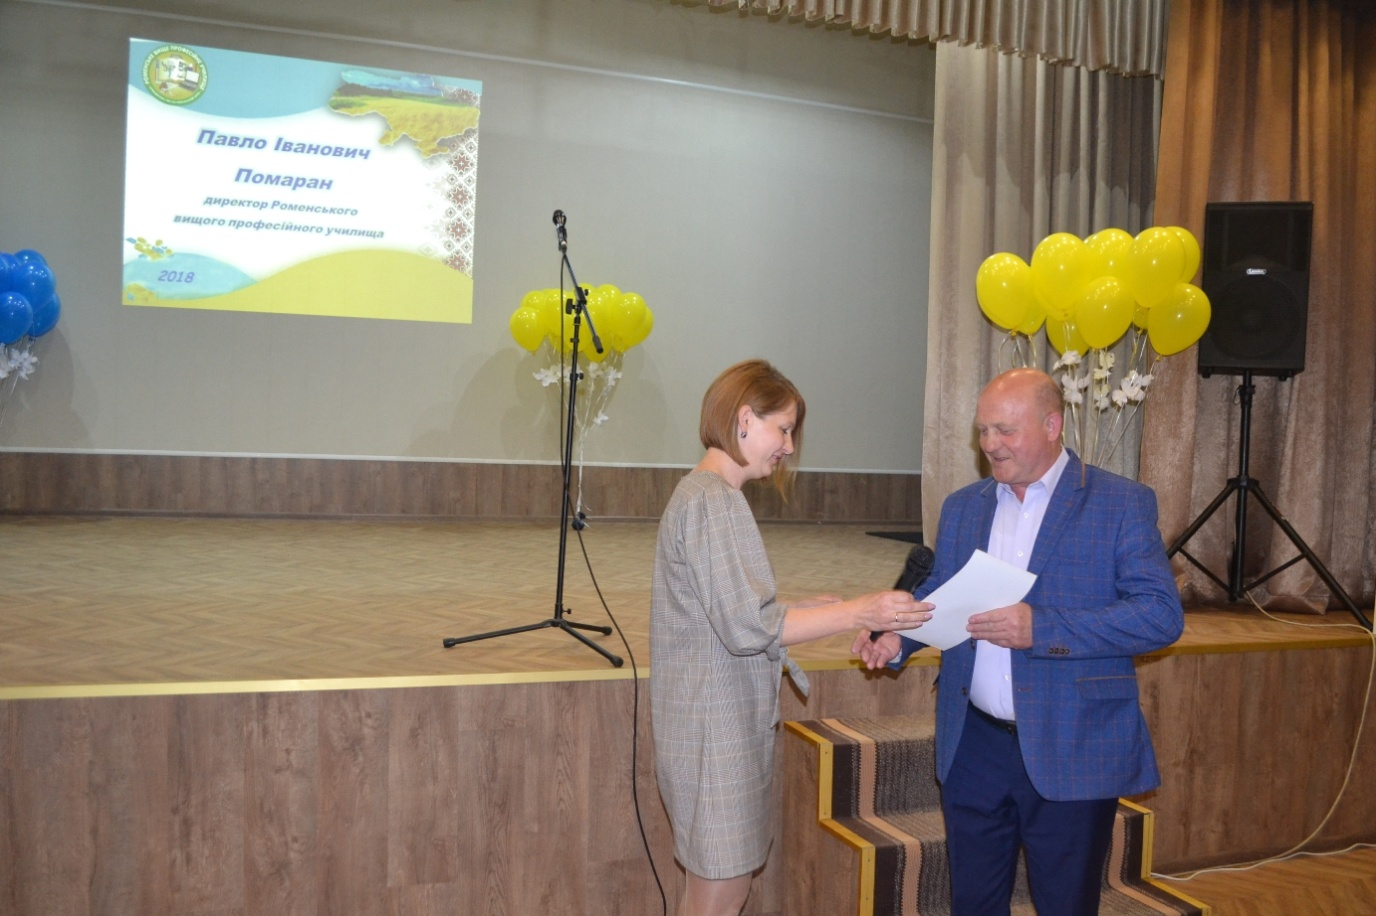 Павло Іванович
Помаран
директор Роменського
вищого професійного училища
2018